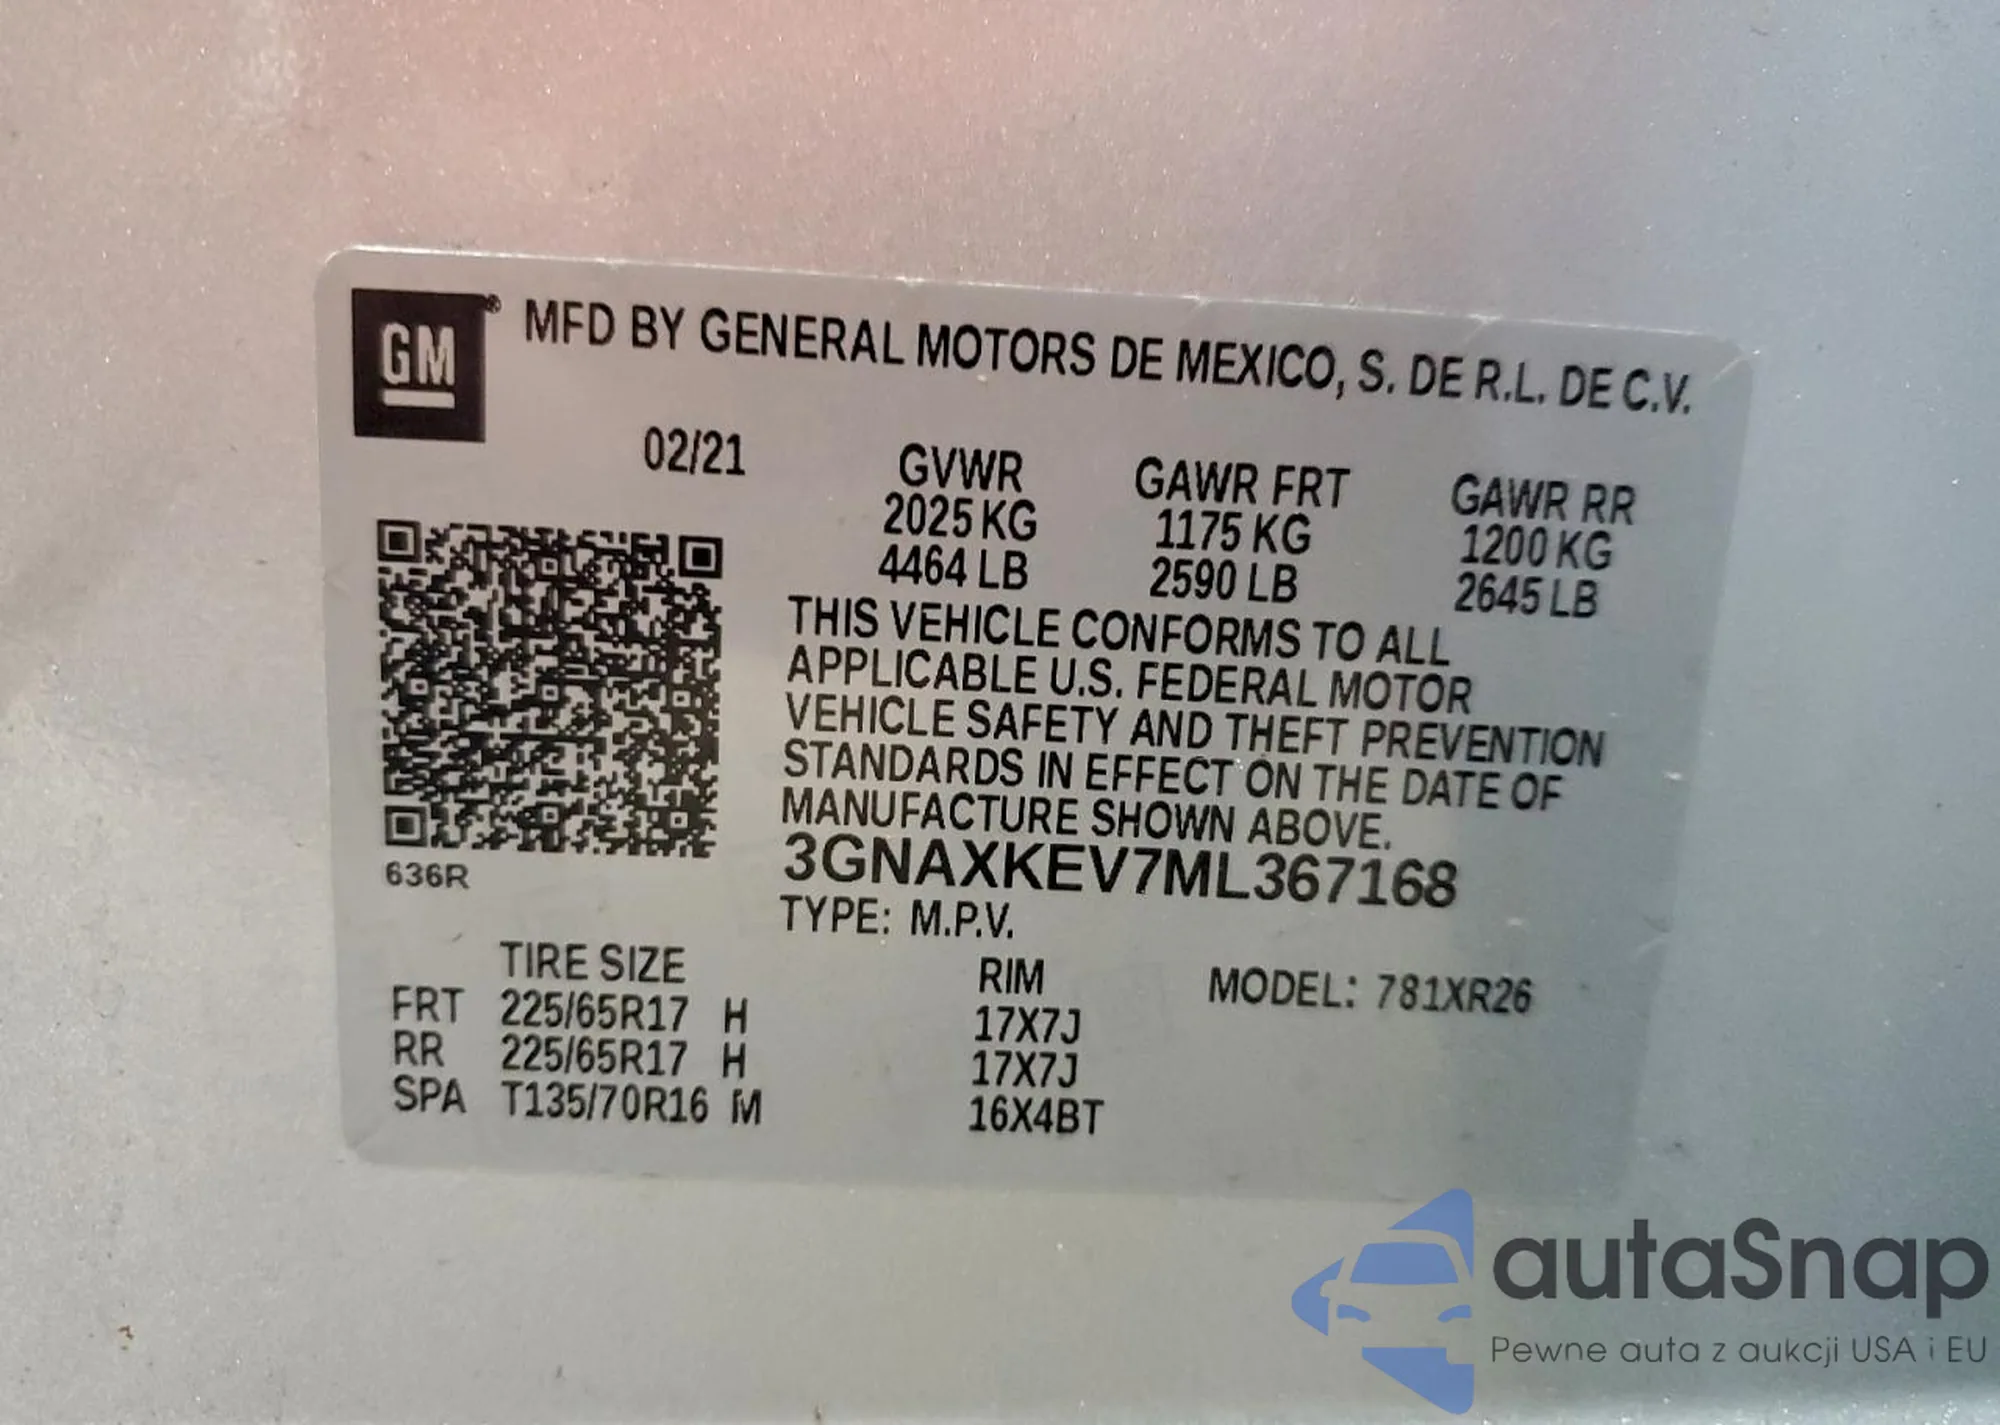 GM® MFD BY GENERAL MOTORS DE MEXICO, S. DE R.L. DE C.V.
02/21 GVWR GAWR FRT GAWR RR
2025 KG 1175 KG 1200 KG
4464 LB 2590 LB 2645 LB
THIS VEHICLE CONFORMS TO ALL
APPLICABLE U.S. FEDERAL MOTOR
VEHICLE SAFETY AND THEFT PREVENTION
STANDARDS IN EFFECT ON THE DATE OF
MANUFACTURE SHOWN ABOVE.
636R 3GNAXKEV7ML367168
TYPE: M.P.V.
TIRE SIZE RIM MODEL: 781XR26
FRT 225/65R17 H 17X7J
RR 225/65R17 H 17X7J
SPA T135/70R16 M 16X4BT
autaSnap
Pewne auta z aukcji USA i EU